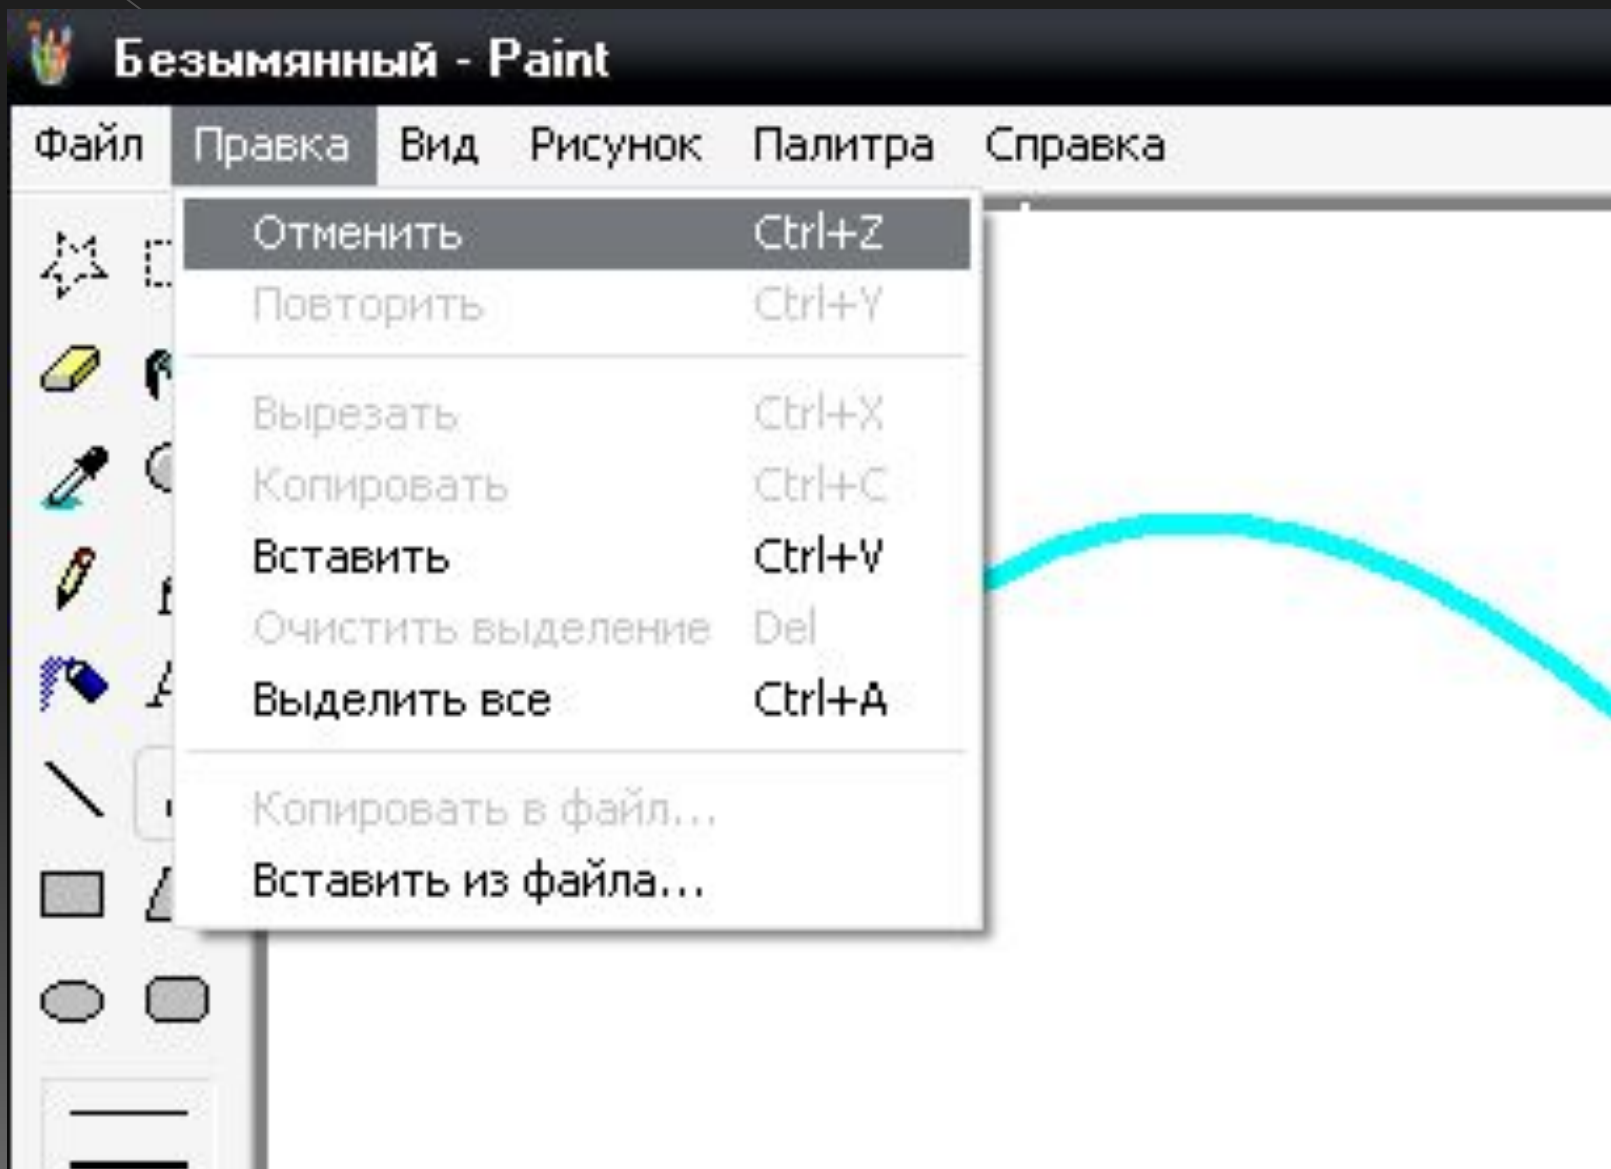 Безымянный - Paint
Файл Правка Вид Рисунок Палитра Справка
Отменить Ctrl+Z
Повторить Ctrl+Y
Вырезать Ctrl+X
Копировать Ctrl+C
Вставить Ctrl+V
Очистить выделение Del
Выделить все Ctrl+A
Копировать в файл...
Вставить из файла...